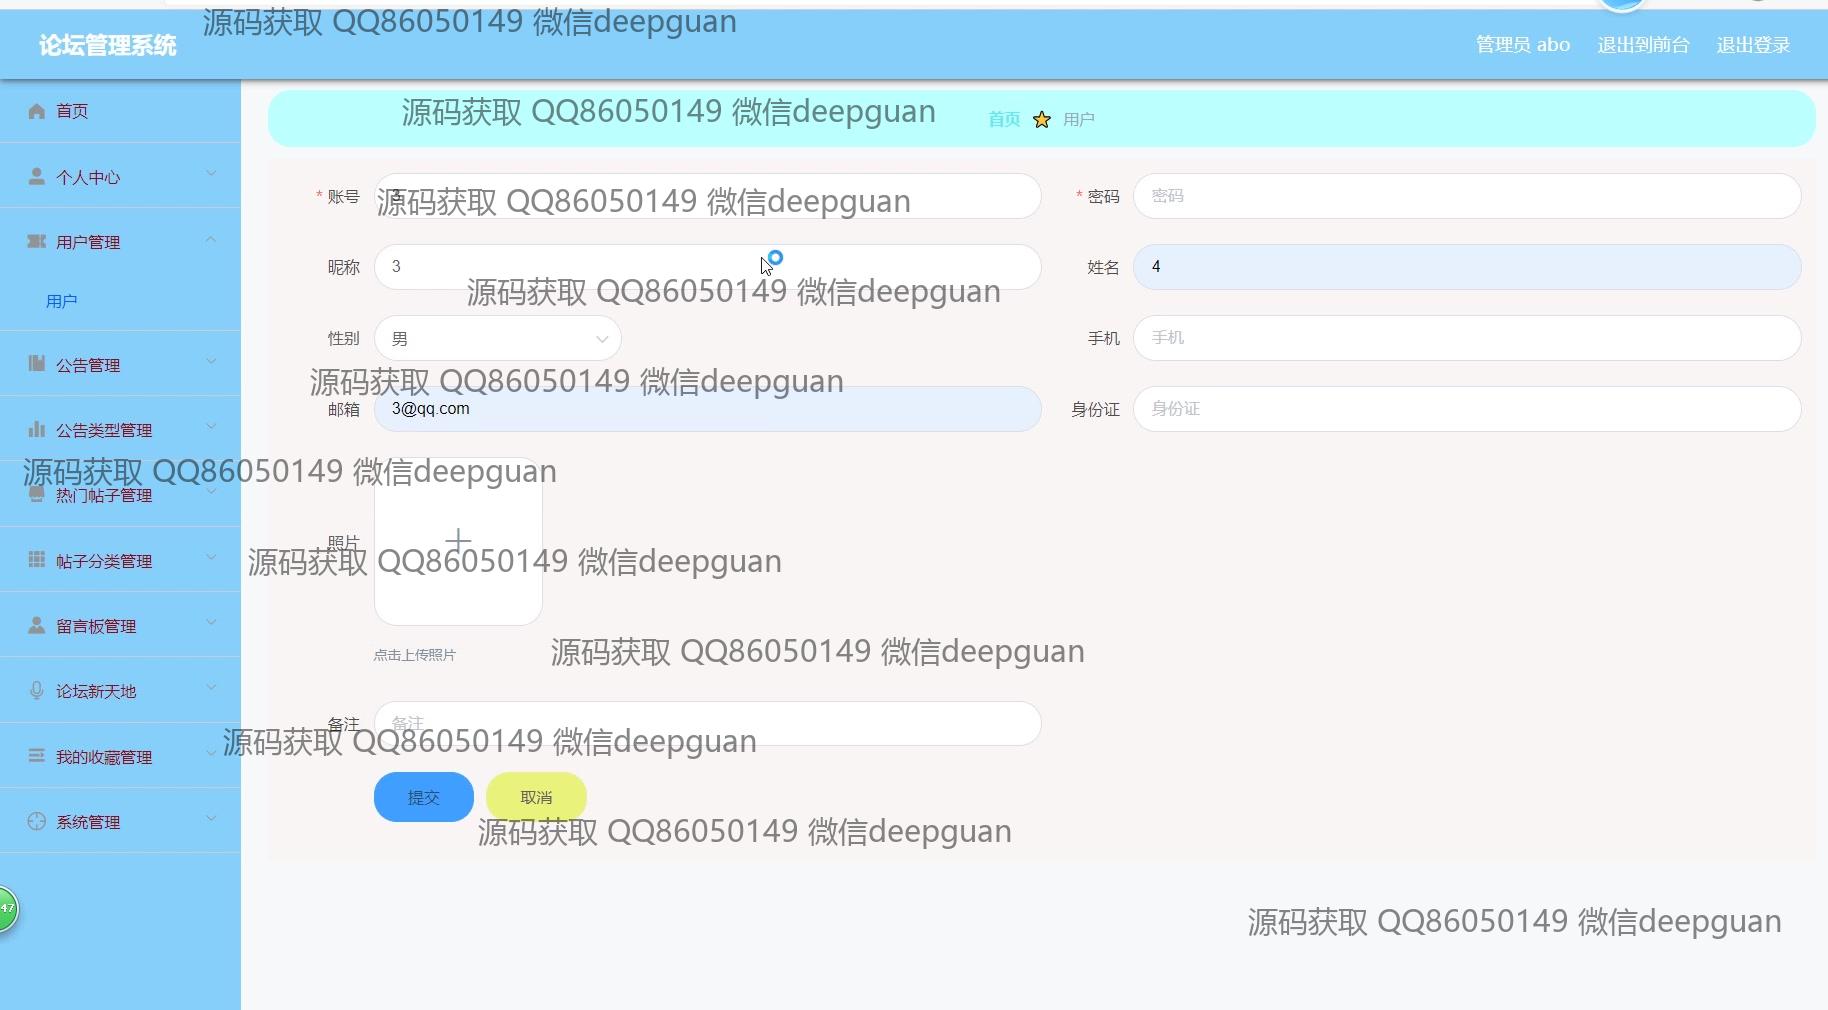 源码获取 QQ86050149 微信deepguan
论坛管理系统
管理员 abo 退出到前台 退出登录
首页
源码获取 QQ86050149 微信deepguan
首页 用户
个人中心
* 账号 3
* 密码 密码
源码获取 QQ86050149 微信deepguan
用户管理
昵称 3
姓名 4
用户
源码获取 QQ86050149 微信deepguan
性别 男
手机 手机
公告管理
源码获取 QQ86050149 微信deepguan
邮箱 3@qq.com
身份证 身份证
公告类型管理
源码获取 QQ86050149 微信deepguan
热门帖子管理
照片
帖子分类管理
源码获取 QQ86050149 微信deepguan
留言板管理
点击上传照片
源码获取 QQ86050149 微信deepguan
论坛新天地
备注 备注
源码获取 QQ86050149 微信deepguan
我的收藏管理
提交 取消
系统管理
源码获取 QQ86050149 微信deepguan
47
源码获取 QQ86050149 微信deepguan